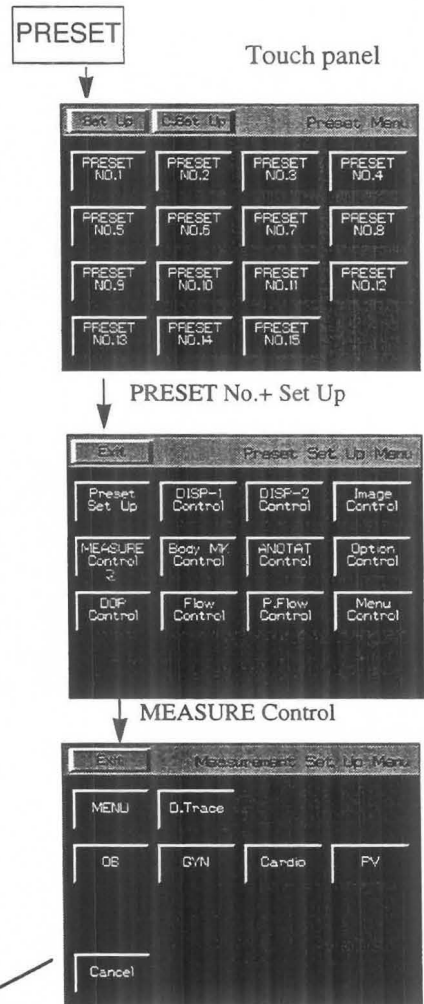 PRESET
Touch panel
Set Up C.Set Up Preset Menu
PRESET NO.1 PRESET NO.2 PRESET NO.3 PRESET NO.4
PRESET NO.5 PRESET NO.6 PRESET NO.7 PRESET NO.8
PRESET NO.9 PRESET NO.10 PRESET NO.11 PRESET NO.12
PRESET NO.13 PRESET NO.14 PRESET NO.15
PRESET No.+ Set Up
Exit Preset Set Up Menu
Preset Set Up DISP-1 Control DISP-2 Control Image Control
MEASURE Control Body MK Control ANOTAT Control Option Control
DOP Control Flow Control P.Flow Control Menu Control
MEASURE Control
Exit Measurement Set Up Menu
MENU D.Trace
OB GYN Cardio PV
Cancel